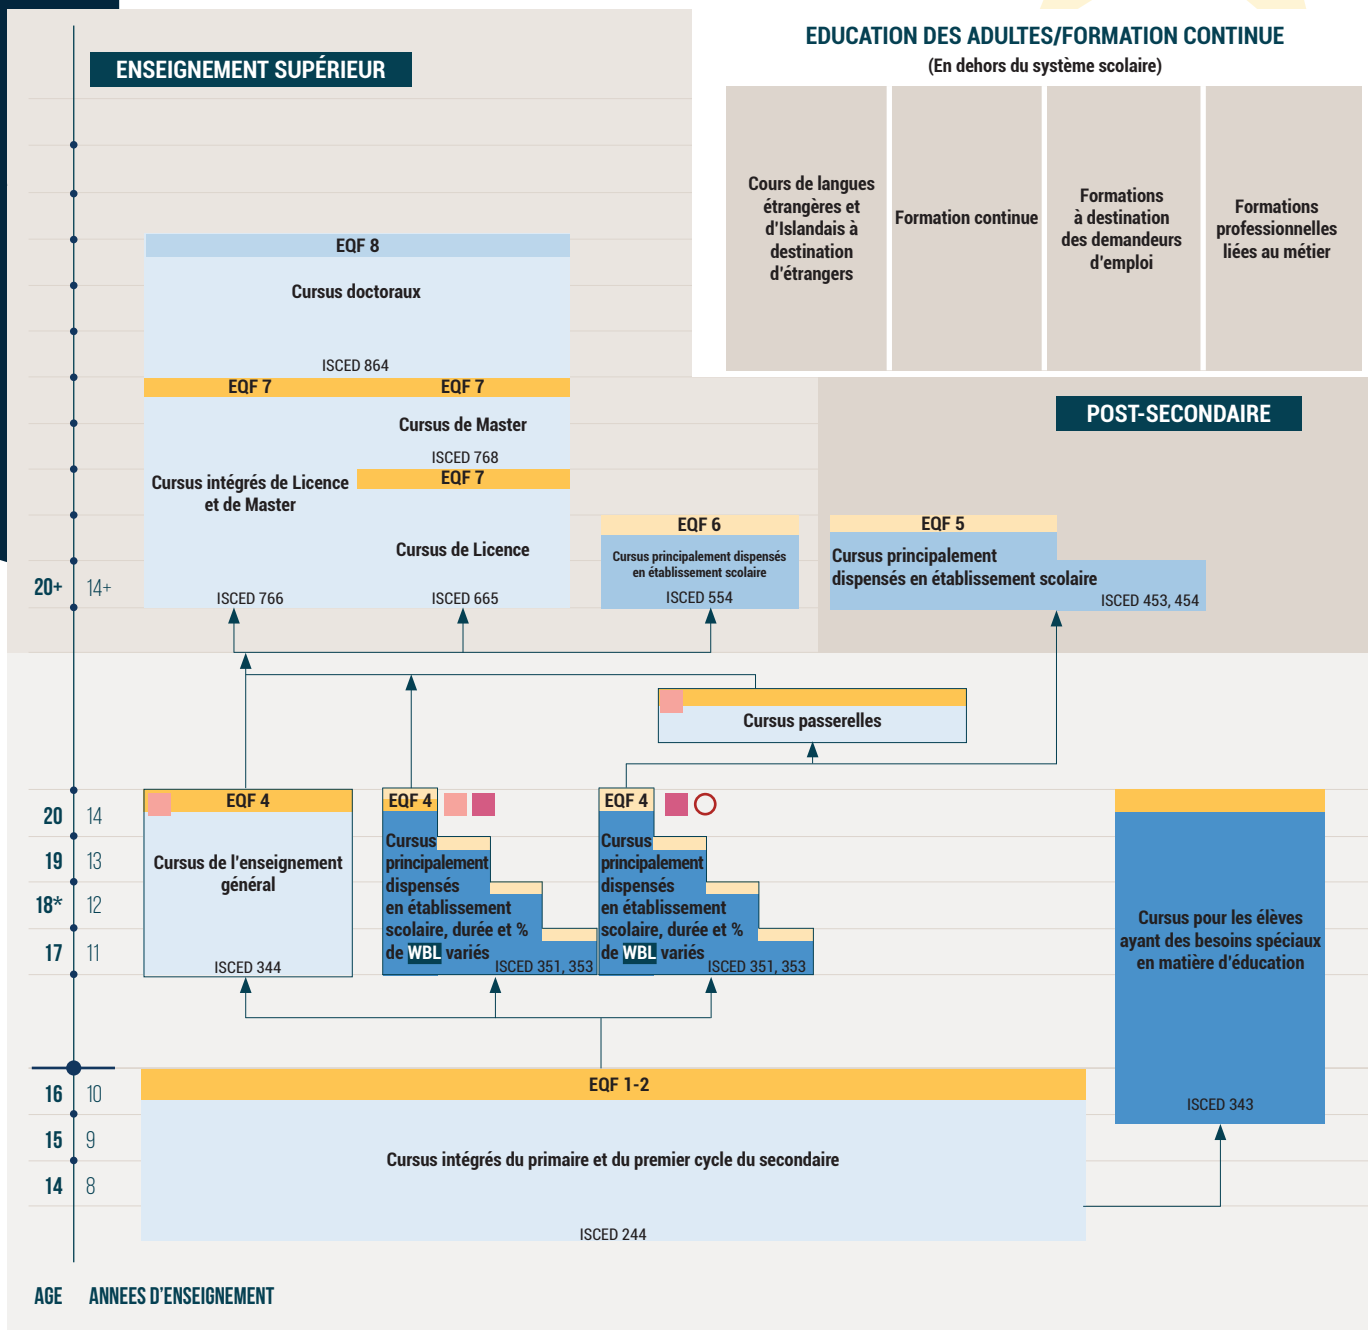 ENSEIGNEMENT SUPÉRIEUR
EDUCATION DES ADULTES/FORMATION CONTINUE
(En dehors du système scolaire)
Cours de langues
étrangères et
d'Islandais à
destination
d'étrangers
Formation continue
Formations
à destination
des demandeurs
d'emploi
Formations
professionnelles
liées au métier
EQF 8
Cursus doctoraux
ISCED 864
EQF 7
EQF 7
Cursus de Master
ISCED 768
EQF 7
Cursus intégrés de Licence
et de Master
Cursus de Licence
ISCED 766
ISCED 665
EQF 6
Cursus principalement dispensés
en établissement scolaire
ISCED 554
POST-SECONDAIRE
EQF 5
Cursus principalement
dispensés en établissement scolaire
ISCED 453, 454
20+ 14+
Cursus passerelles
20 14
19 13
18* 12
17 11
EQF 4
Cursus de l'enseignement
général
ISCED 344
EQF 4
Cursus
principalement
dispensés
en établissement
scolaire, durée et %
de WBL variés
ISCED 351, 353
EQF 4
Cursus
principalement
dispensés
en établissement
scolaire, durée et %
de WBL variés
ISCED 351, 353
Cursus pour les élèves
ayant des besoins spéciaux
en matière d'éducation
ISCED 343
16 10
15 9
14 8
EQF 1-2
Cursus intégrés du primaire et du premier cycle du secondaire
ISCED 244
AGE ANNEES D'ENSEIGNEMENT